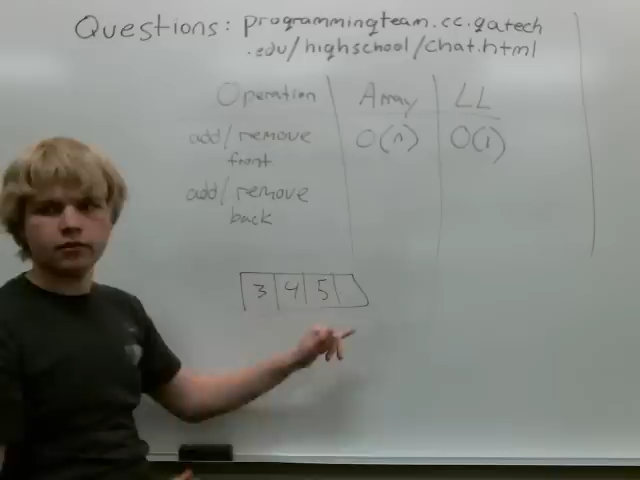 Questions: programmingteam.cc.gatech
.edu/highschool/chat.html
Operation Array LL
add/remove front O(n) O(1)
add/remove back
3 4 5